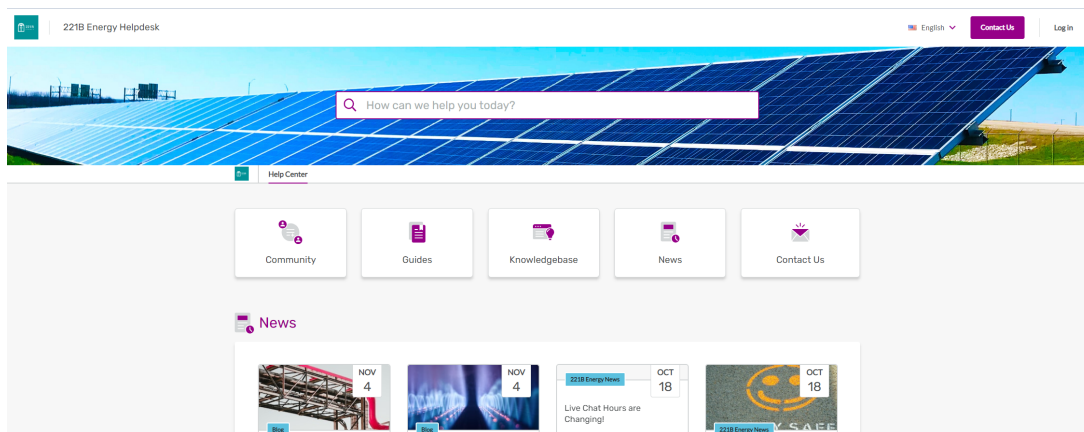 221B Energy Helpdesk
English
Contact Us
Log in
How can we help you today?
Help Center
Community
Guides
Knowledgebase
News
Contact Us
News
NOV
4
Blog
NOV
4
Blog
221B Energy News
OCT
18
Live Chat Hours are
Changing!
OCT
18
221B Energy News
Y SAFE